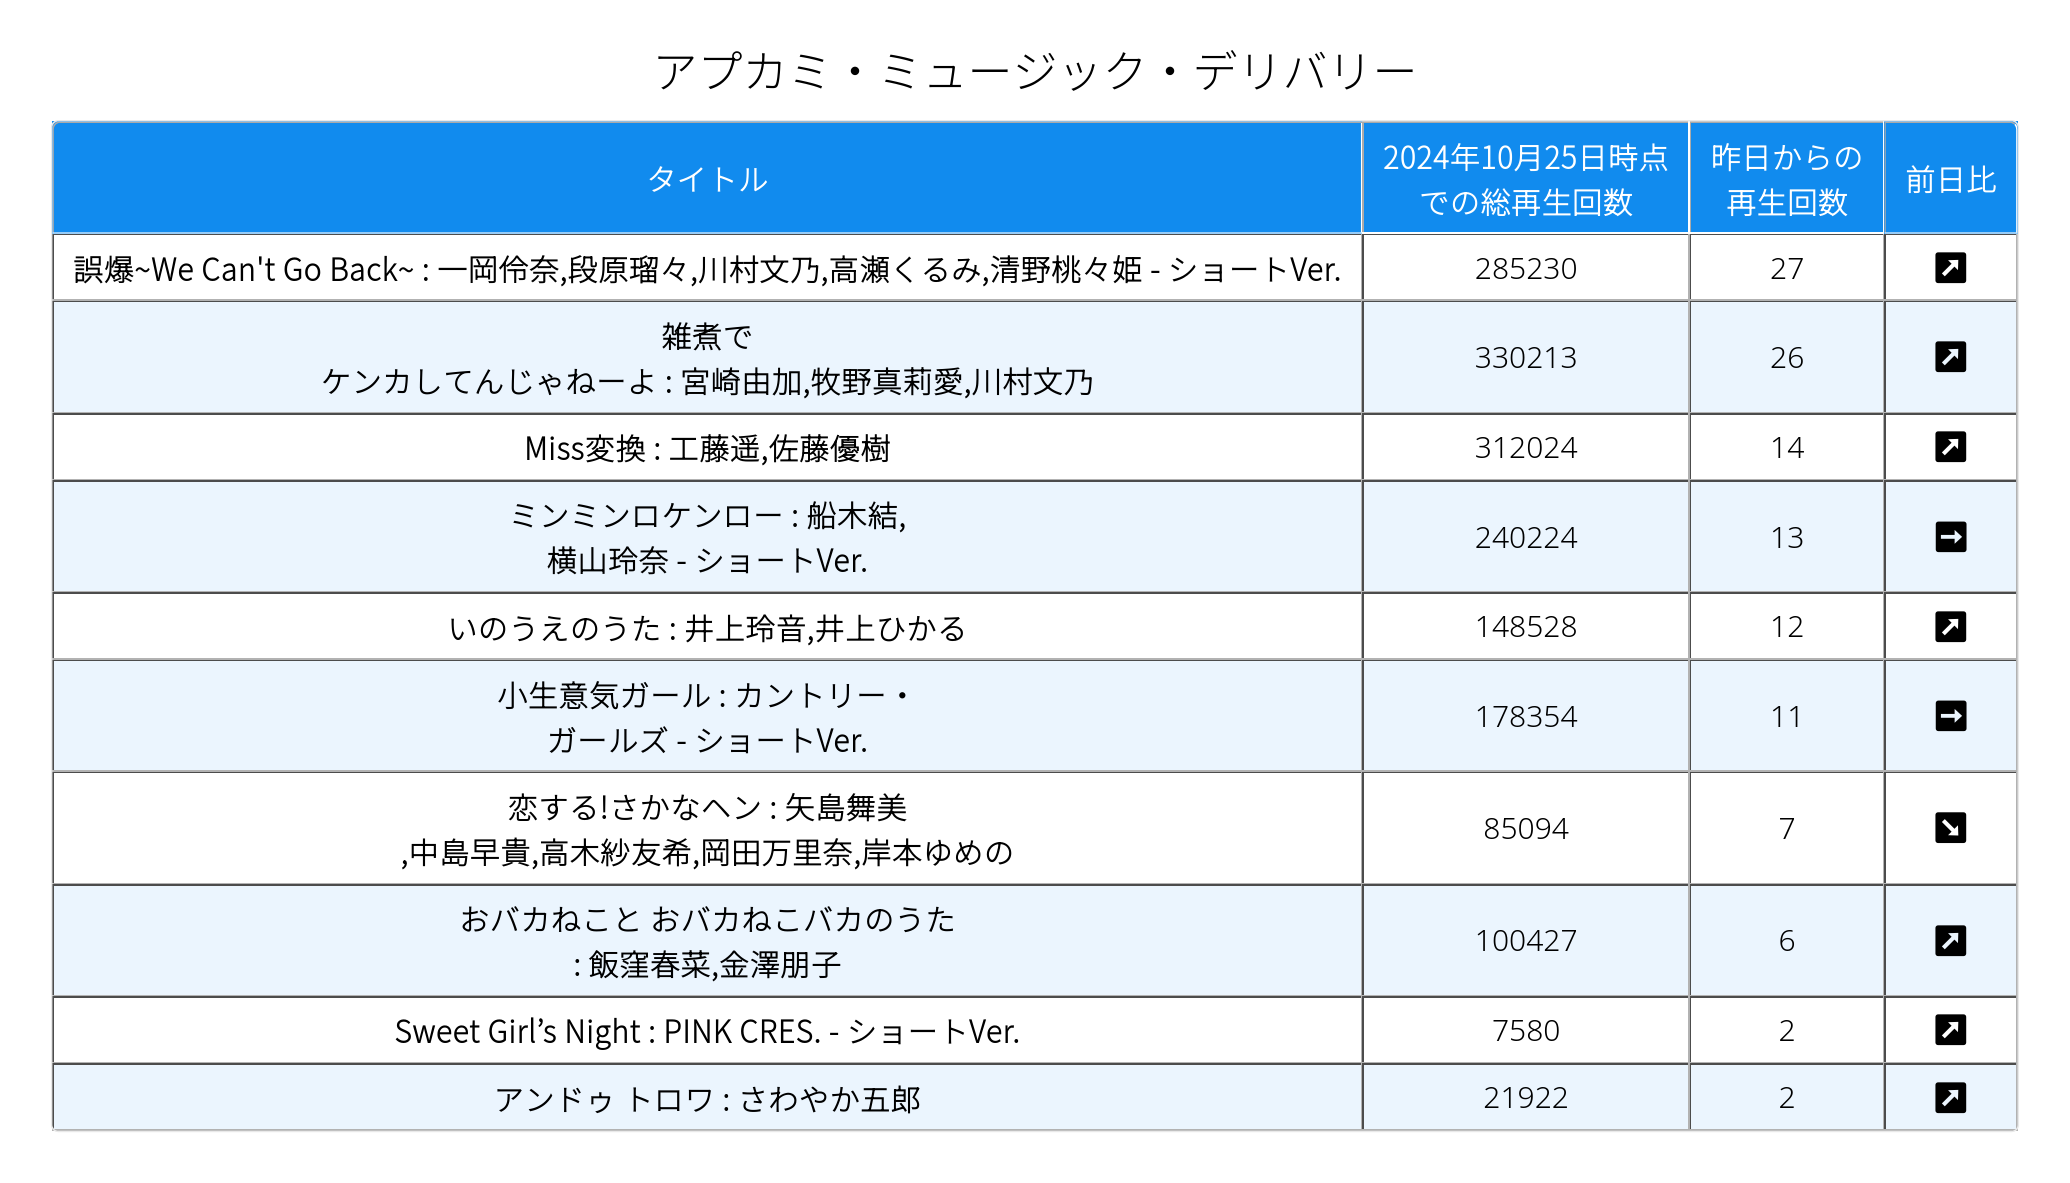 アプカミ・ミュージック・デリバリー
タイトル
2024年10月25日時点
での総再生回数
昨日からの
再生回数
前日比
誤爆~We Can't Go Back~ : 一岡伶奈,段原瑠々,川村文乃,高瀬くるみ,清野桃々姫 - ショートVer.
285230
27
雑煮で
ケンカしてんじゃねーよ : 宮崎由加,牧野真莉愛,川村文乃
330213
26
Miss変換 : 工藤遥,佐藤優樹
312024
14
ミンミンロケンロー : 船木結,
横山玲奈 - ショートVer.
240224
13
いのうえのうた : 井上玲音,井上ひかる
148528
12
小生意気ガール : カントリー・
ガールズ - ショートVer.
178354
11
恋する!さかなヘン : 矢島舞美
,中島早貴,高木紗友希,岡田万里奈,岸本ゆめの
85094
7
おバカねこと おバカねこバカのうた
: 飯窪春菜,金澤朋子
100427
6
Sweet Girl’s Night : PINK CRES. - ショートVer.
7580
2
アンドゥ トロワ : さわやか五郎
21922
2